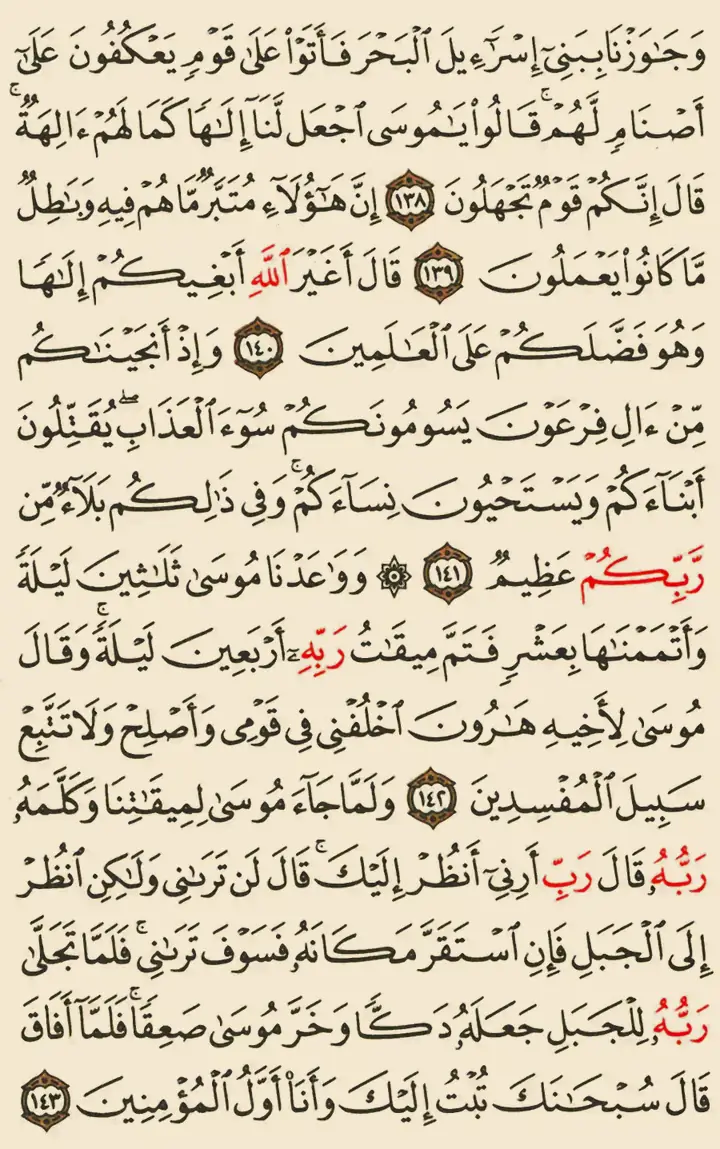 وَجَٰوَزْنَا بِبَنِىٓ إِسْرَٰٓءِيلَ ٱلْبَحْرَ فَأَتَوْا۟ عَلَىٰ قَوْمٍ يَعْكُفُونَ عَلَىٰٓ
أَصْنَامٍ لَّهُمْ ۚ قَالُوا۟ يَٰمُوسَى ٱجْعَل لَّنَآ إِلَٰهًا كَمَا لَهُمْ ءَالِهَةٌ ۚ
قَالَ إِنَّكُمْ قَوْمٌ تَجْهَلُونَ ١٣٨ إِنَّ هَٰٓؤُلَآءِ مُتَبَّرٌ مَّا هُمْ فِيهِ وَبَٰطِلٌ
مَّا كَانُوا۟ يَعْمَلُونَ ١٣٩ قَالَ أَغَيْرَ ٱللَّهِ أَبْغِيكُمْ إِلَٰهًا
وَهُوَ فَضَّلَكُمْ عَلَى ٱلْعَٰلَمِينَ ١٤٠ وَإِذْ أَنجَيْنَٰكُم
مِّنْ ءَالِ فِرْعَوْنَ يَسُومُونَكُمْ سُوٓءَ ٱلْعَذَابِ ۖ يُقَتِّلُونَ
أَبْنَآءَكُمْ وَيَسْتَحْيُونَ نِسَآءَكُمْ ۚ وَفِى ذَٰلِكُم بَلَآءٌ مِّن
رَّبِّكُمْ عَظِيمٌ ١٤١ ۞ وَوَٰعَدْنَا مُوسَىٰ ثَلَٰثِينَ لَيْلَةً
وَأَتْمَمْنَٰهَا بِعَشْرٍ فَتَمَّ مِيقَٰتُ رَبِّهِۦٓ أَرْبَعِينَ لَيْلَةً ۚ وَقَالَ
مُوسَىٰ لِأَخِيهِ هَٰرُونَ ٱخْلُفْنِى فِى قَوْمِى وَأَصْلِحْ وَلَا تَتَّبِعْ
سَبِيلَ ٱلْمُفْسِدِينَ ١٤٢ وَلَمَّا جَآءَ مُوسَىٰ لِمِيقَٰتِنَا وَكَلَّمَهُۥ
رَبُّهُۥ قَالَ رَبِّ أَرِنِىٓ أَنظُرْ إِلَيْكَ ۚ قَالَ لَن تَرَىٰنِى وَلَٰكِنِ ٱنظُرْ
إِلَى ٱلْجَبَلِ فَإِنِ ٱسْتَقَرَّ مَكَانَهُۥ فَسَوْفَ تَرَىٰنِى ۚ فَلَمَّا تَجَلَّىٰ
رَبُّهُۥ لِلْجَبَلِ جَعَلَهُۥ دَكًّا وَخَرَّ مُوسَىٰ صَعِقًا ۚ فَلَمَّآ أَفَاقَ
قَالَ سُبْحَٰنَكَ تُبْتُ إِلَيْكَ وَأَنَا۠ أَوَّلُ ٱلْمُؤْمِنِينَ ١٤٣